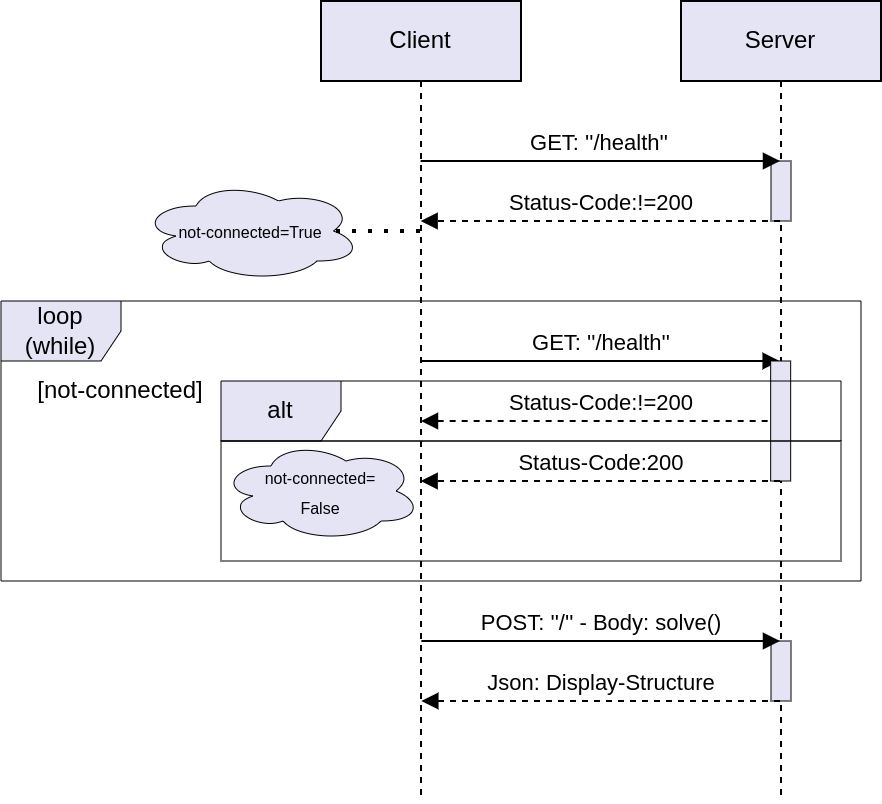 Client
Server
GET: "/health"
Status-Code:!=200
not-connected=True
loop
(while)
GET: "/health"
[not-connected]
alt
Status-Code:!=200
Status-Code:200
not-connected=
False
POST: "/" - Body: solve()
Json: Display-Structure